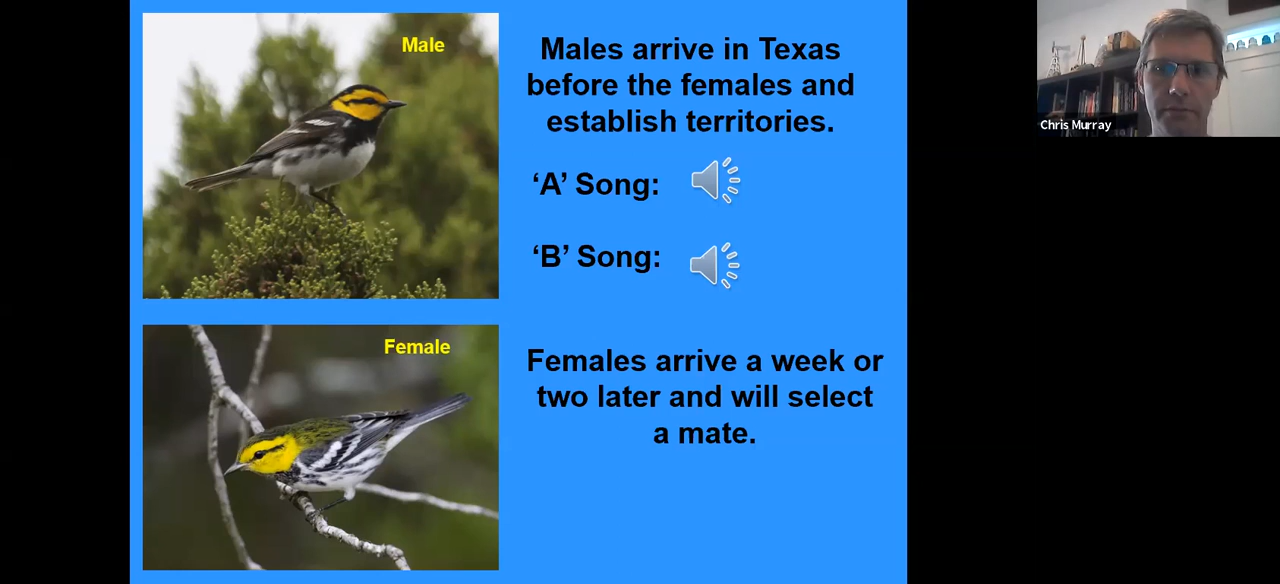 Male
Males arrive in Texas
before the females and
establish territories.
‘A’ Song:
‘B’ Song:
Female
Females arrive a week or
two later and will select
a mate.
Chris Murray